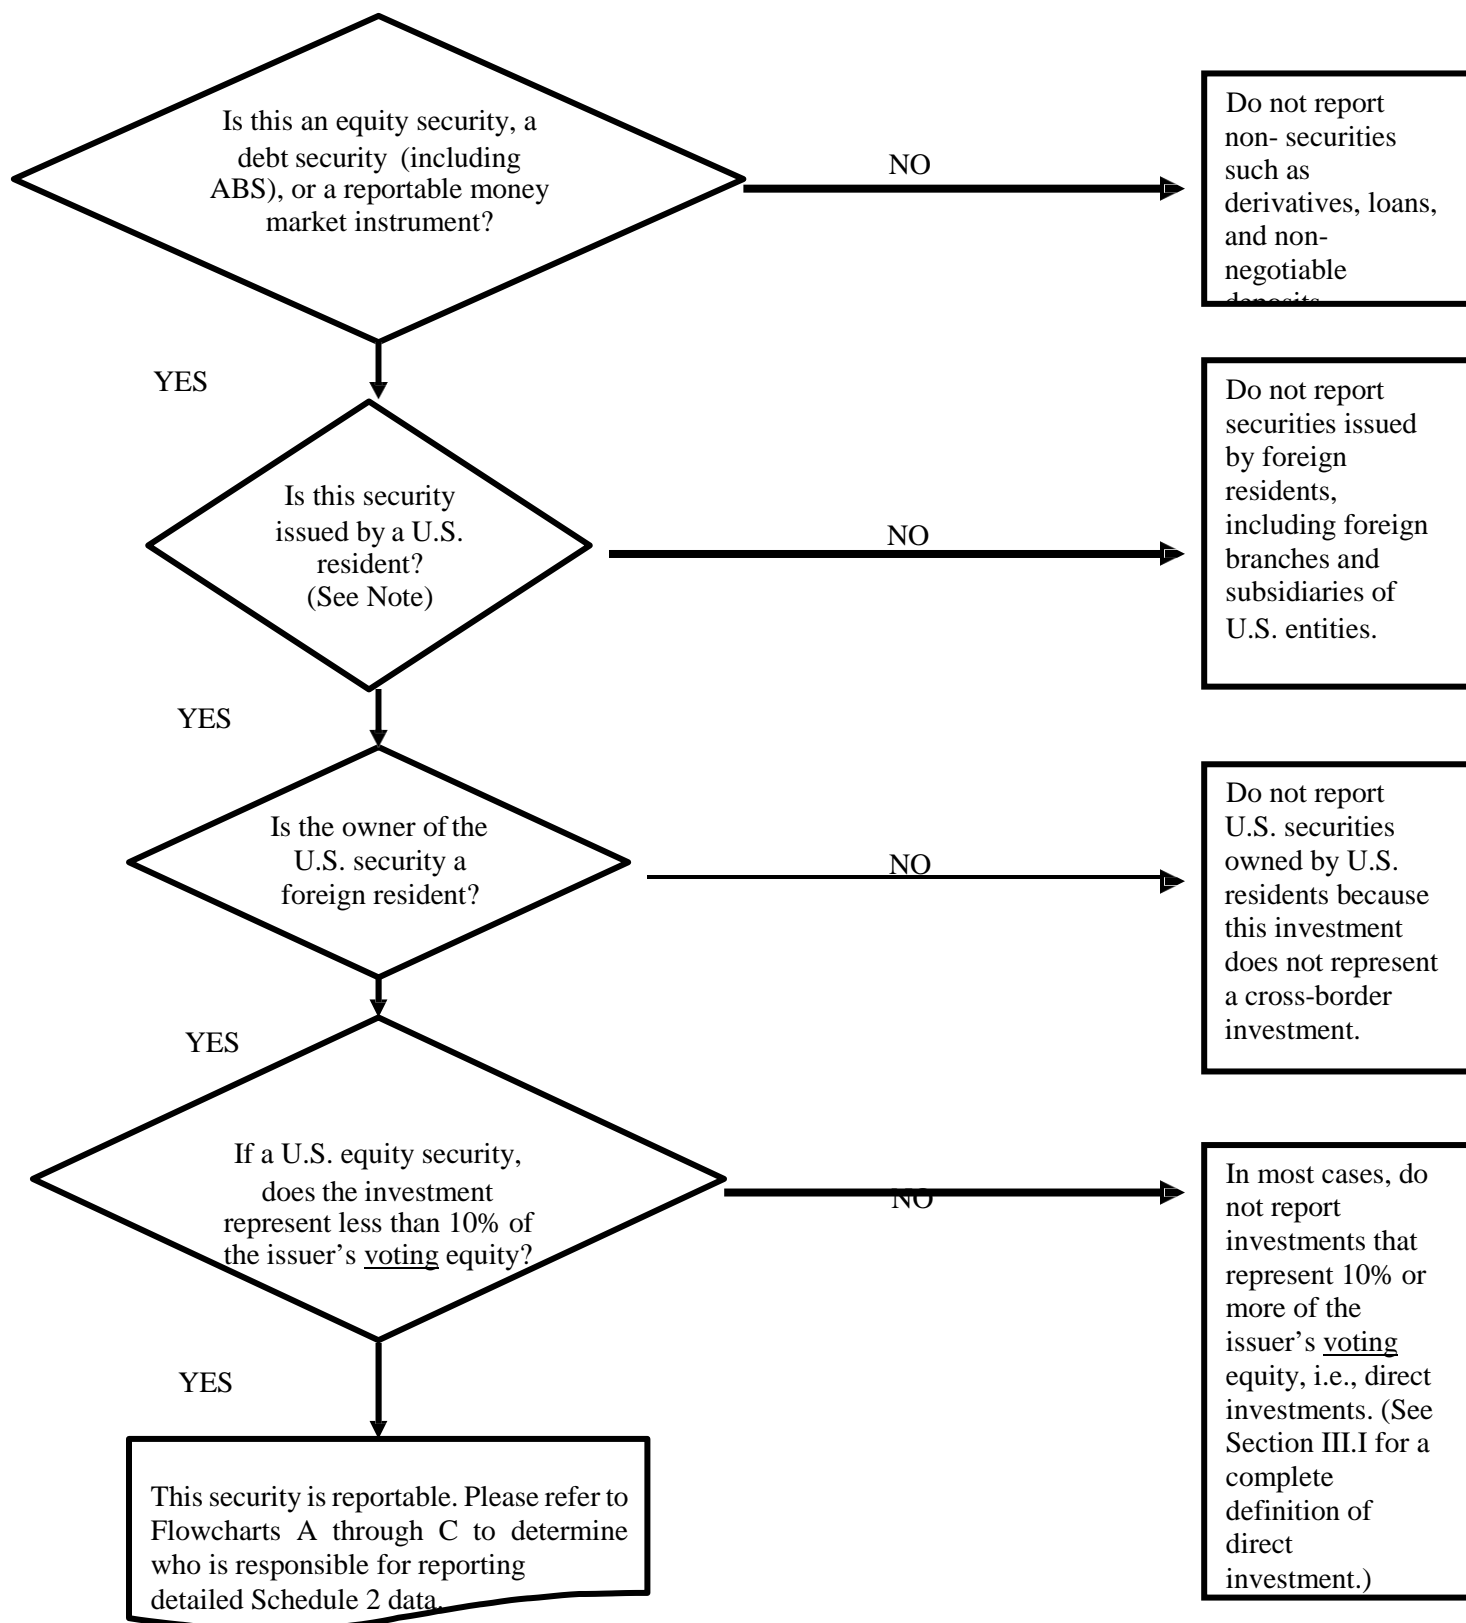 Is this an equity security, a
debt security (including
ABS), or a reportable money
market instrument?
NO
Do not report
non- securities
such as
derivatives, loans,
and non-
negotiable
deposits
YES
Is this security
issued by a U.S.
resident?
(See Note)
NO
Do not report
securities issued
by foreign
residents,
including foreign
branches and
subsidiaries of
U.S. entities.
YES
Is the owner of the
U.S. security a
foreign resident?
NO
Do not report
U.S. securities
owned by U.S.
residents because
this investment
does not represent
a cross-border
investment.
YES
If a U.S. equity security,
does the investment
represent less than 10% of
the issuer’s voting equity?
NO
In most cases, do
not report
investments that
represent 10% or
more of the
issuer’s voting
equity, i.e., direct
investments. (See
Section III.I for a
complete
definition of
direct
investment.)
YES
This security is reportable. Please refer to
Flowcharts A through C to determine
who is responsible for reporting
detailed Schedule 2 data.